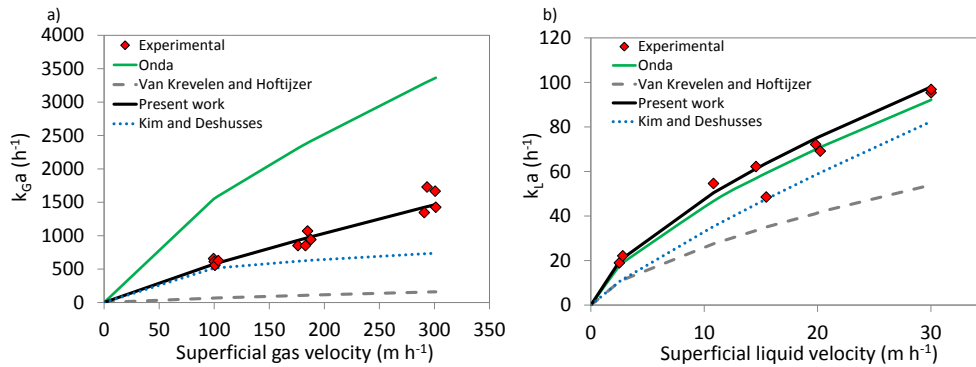 a)
4000
3500
3000
2500
2000
1500
1000
500
0
k_Ga (h⁻¹)
Experimental
Onda
Van Krevelen and Hoftijzer
Present work
Kim and Deshusses
0 50 100 150 200 250 300 350
Superficial gas velocity (m h⁻¹)
b)
120
100
80
60
40
20
0
k_La (h⁻¹)
Experimental
Onda
Van Krevelen and Hoftijzer
Present work
Kim and Deshusses
0 10 20 30
Superficial liquid velocity (m h⁻¹)